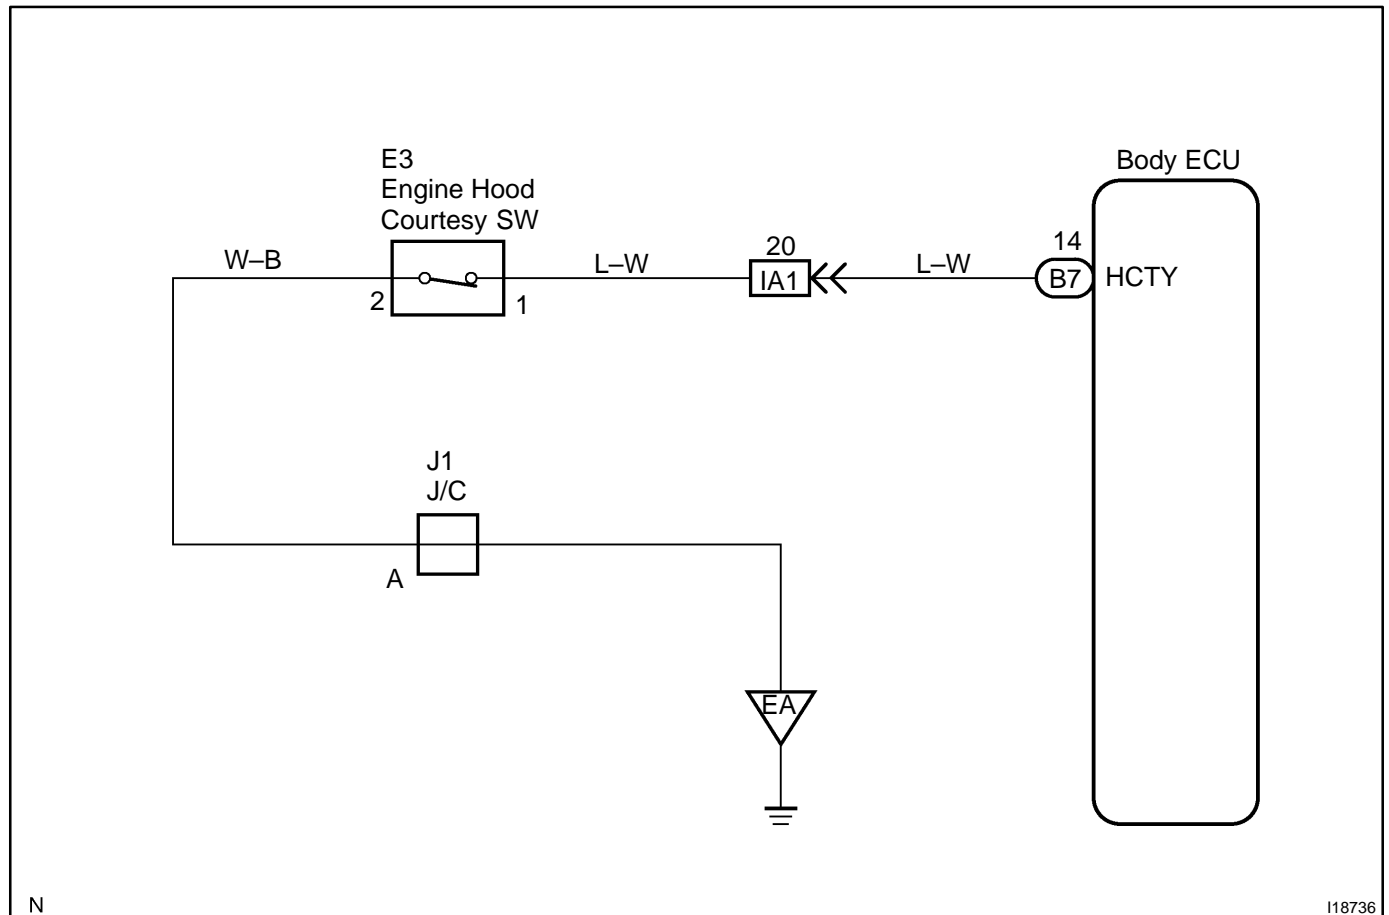 E3
Engine Hood
Courtesy SW
Body ECU
W–B
2
1
L–W
20
IA1
L–W
14
B7
HCTY
J1
J/C
A
EA
N
I18736